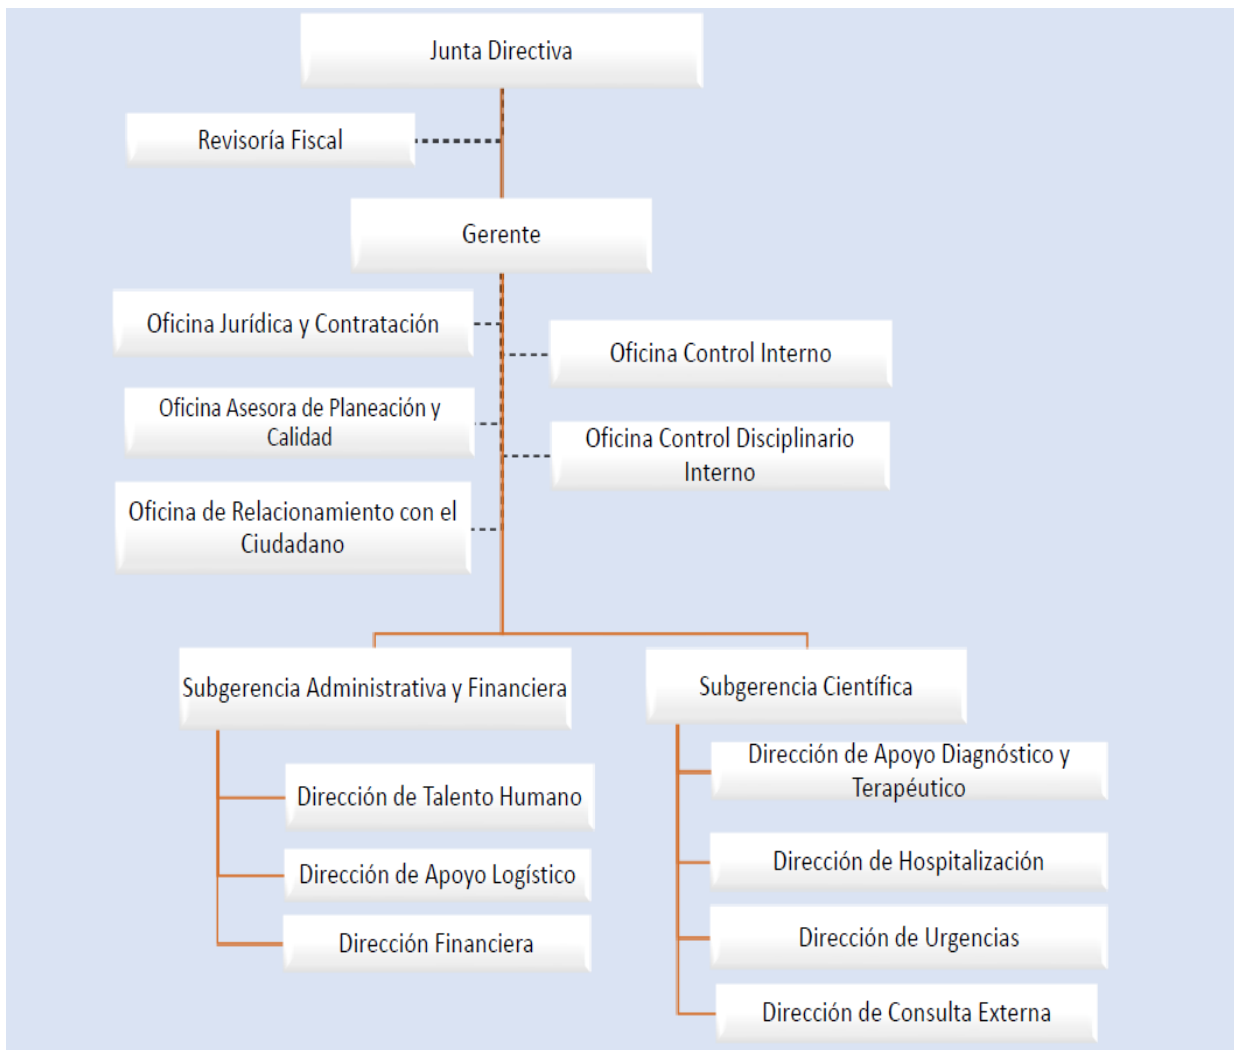 Junta Directiva
Revisoría Fiscal
Gerente
Oficina Jurídica y Contratación
Oficina Control Interno
Oficina Asesora de Planeación y
Calidad
Oficina Control Disciplinario
Interno
Oficina de Relacionamiento con el
Ciudadano
Subgerencia Administrativa y Financiera
Subgerencia Científica
Dirección de Talento Humano
Dirección de Apoyo Logístico
Dirección Financiera
Dirección de Apoyo Diagnóstico y
Terapéutico
Dirección de Hospitalización
Dirección de Urgencias
Dirección de Consulta Externa